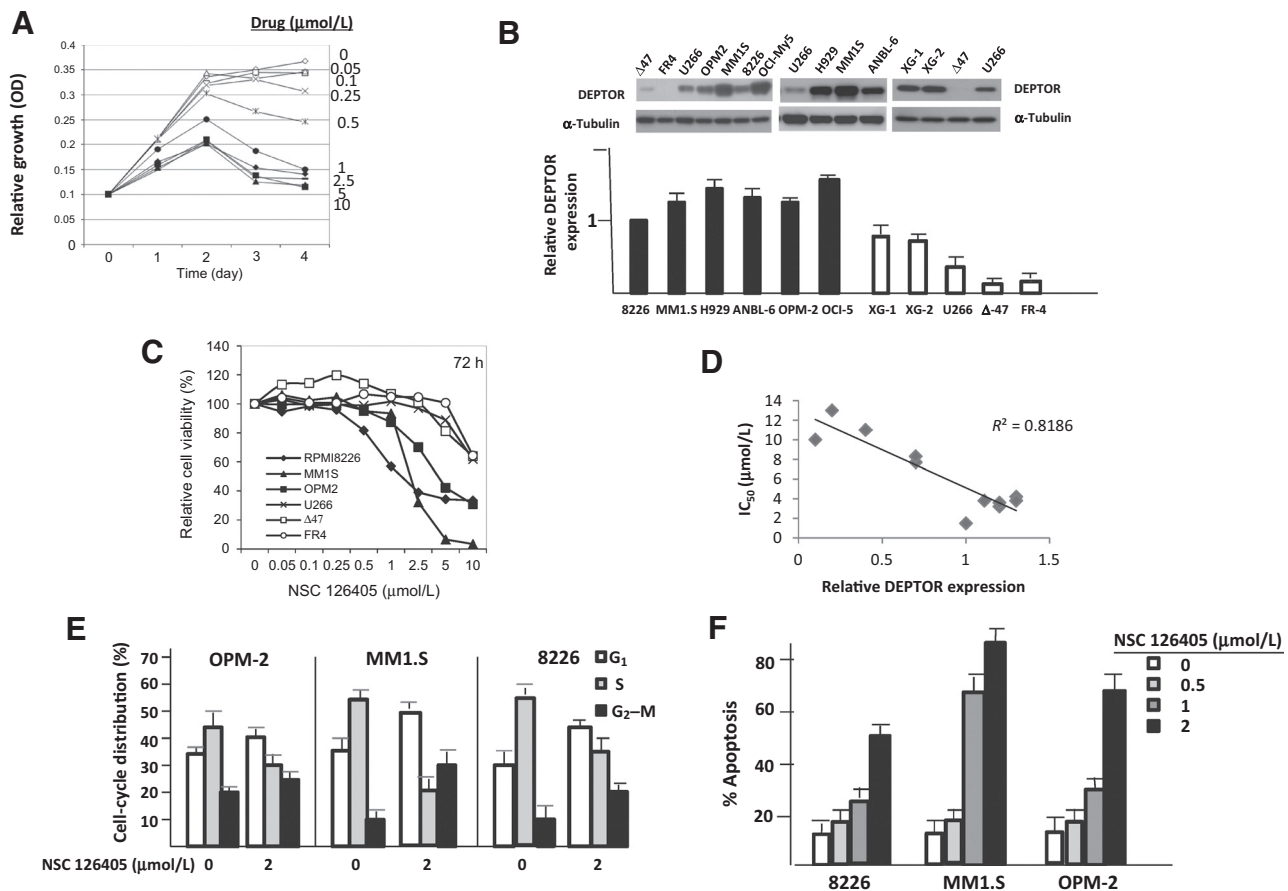 A
Drug (μmol/L)
0.4
0.35
0.3
0.25
0.2
0.15
0.1
0.05
0
0
0.05
0.1
0.25
0.5
1
2.5
5
10
Relative growth (OD)
0 1 2 3 4
Time (day)
B
Δ47 FR4 U266 OPM2 MM1S 8226 OCI-My5 U266 H929 MM1S ANBL-6 XG-1 XG-2 Δ47 U266
DEPTOR DEPTOR
α-Tubulin α-Tubulin
Relative DEPTOR
expression
1
8226 MM1.S H929 ANBL-6 OPM-2 OCI-5 XG-1 XG-2 U266 Δ-47 FR-4
C
72 h
140
120
100
80
60
40
20
0
Relative cell viability (%)
RPMI8226
MM1S
OPM2
U266
Δ47
FR4
0 0.05 0.1 0.25 0.5 1 2.5 5 10
NSC 126405 (μmol/L)
D
14
12
10
8
6
4
2
0
IC50 (μmol/L)
R² = 0.8186
0 0.5 1 1.5
Relative DEPTOR expression
E
70
60
50
40
30
20
10
Cell-cycle distribution (%)
OPM-2 MM1.S 8226
G1
S
G2–M
NSC 126405 (μmol/L) 0 2 0 2 0 2
F
NSC 126405 (μmol/L)
0
0.5
1
2
80
60
40
20
% Apoptosis
8226 MM1.S OPM-2